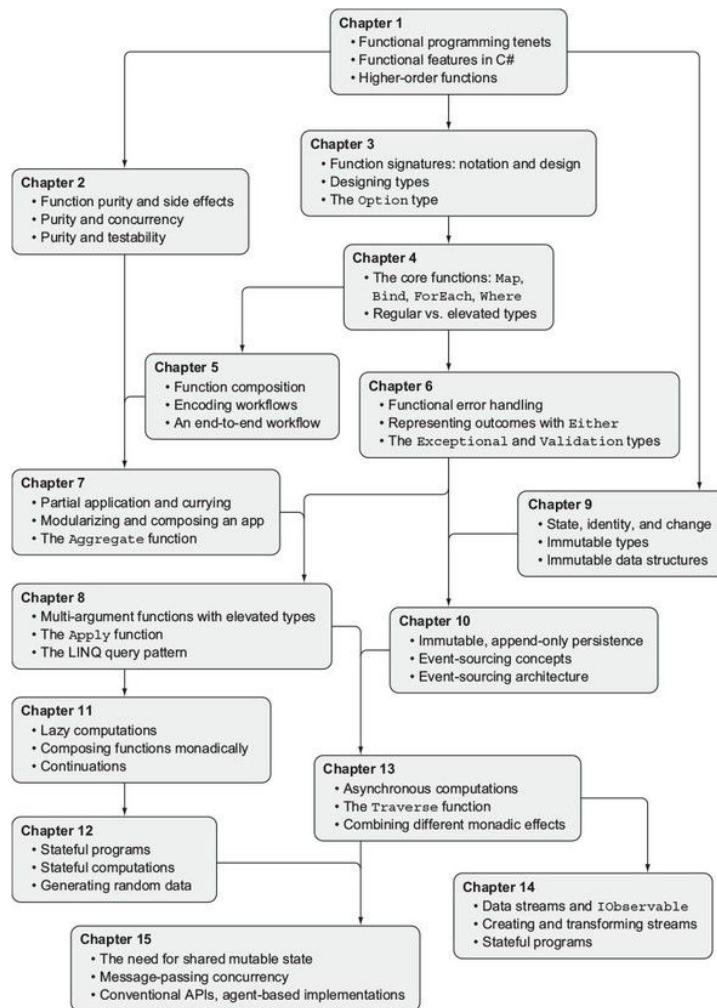 Chapter 1
• Functional programming tenets
• Functional features in C#
• Higher-order functions
Chapter 3
• Function signatures: notation and design
• Designing types
• The Option type
Chapter 2
• Function purity and side effects
• Purity and concurrency
• Purity and testability
Chapter 4
• The core functions: Map,
Bind, ForEach, Where
• Regular vs. elevated types
Chapter 5
• Function composition
• Encoding workflows
• An end-to-end workflow
Chapter 6
• Functional error handling
• Representing outcomes with Either
• The Exceptional and Validation types
Chapter 7
• Partial application and currying
• Modularizing and composing an app
• The Aggregate function
Chapter 9
• State, identity, and change
• Immutable types
• Immutable data structures
Chapter 8
• Multi-argument functions with elevated types
• The Apply function
• The LINQ query pattern
Chapter 10
• Immutable, append-only persistence
• Event-sourcing concepts
• Event-sourcing architecture
Chapter 11
• Lazy computations
• Composing functions monadically
• Continuations
Chapter 13
• Asynchronous computations
• The Traverse function
• Combining different monadic effects
Chapter 12
• Stateful programs
• Stateful computations
• Generating random data
Chapter 14
• Data streams and IObservable
• Creating and transforming streams
• Stateful programs
Chapter 15
• The need for shared mutable state
• Message-passing concurrency
• Conventional APIs, agent-based implementations